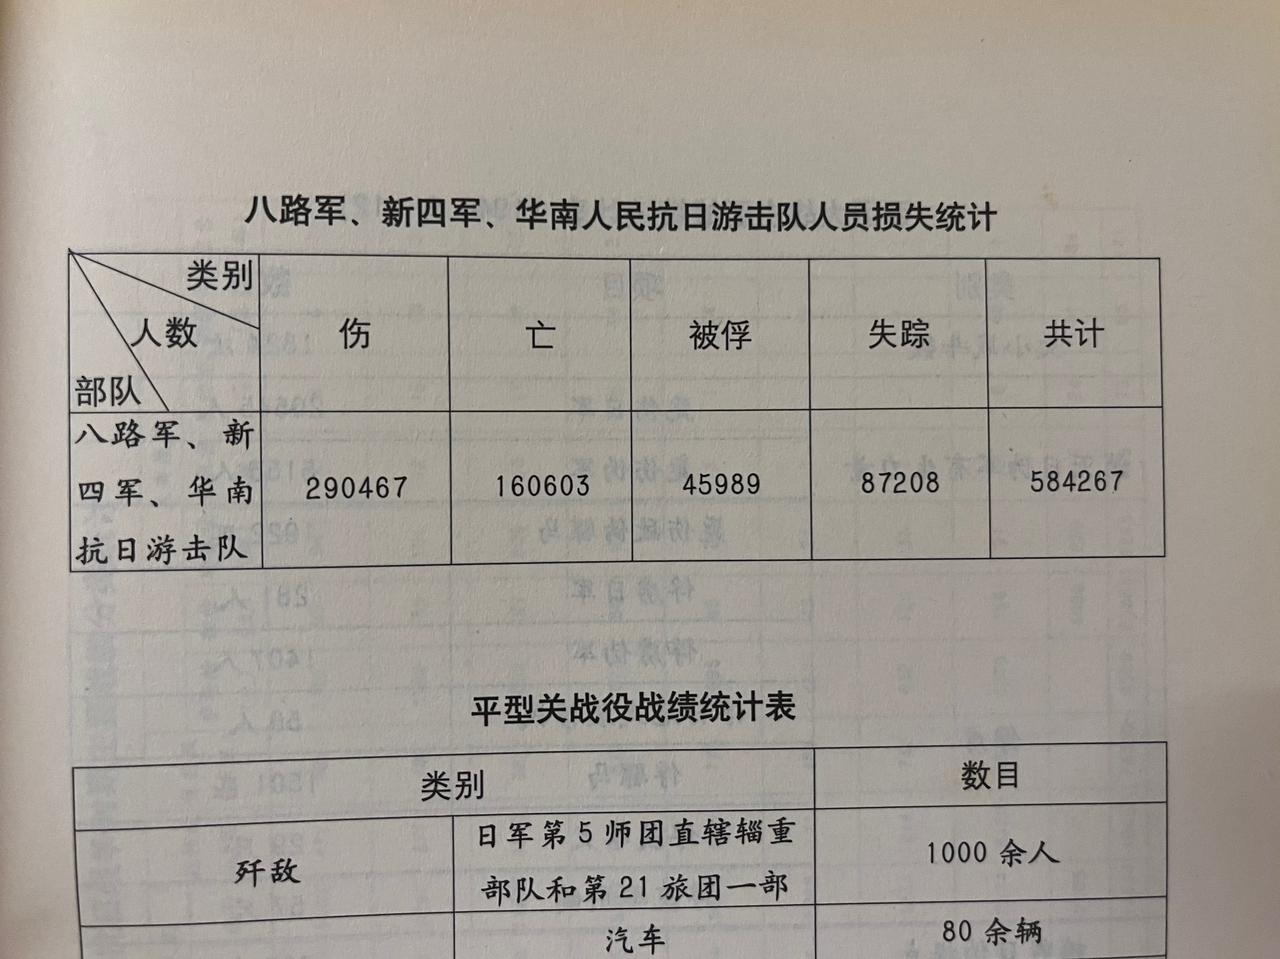 八路军、新四军、华南人民抗日游击队人员损失统计
类别
人数
部队
伤
亡
被俘
失踪
共计
八路军、新
四军、华南
抗日游击队
290467
160603
45989
87208
584267
平型关战役战绩统计表
类别
数目
歼敌
日军第5师团直辖辎重
部队和第21旅团一部
1000余人
汽车
80余辆